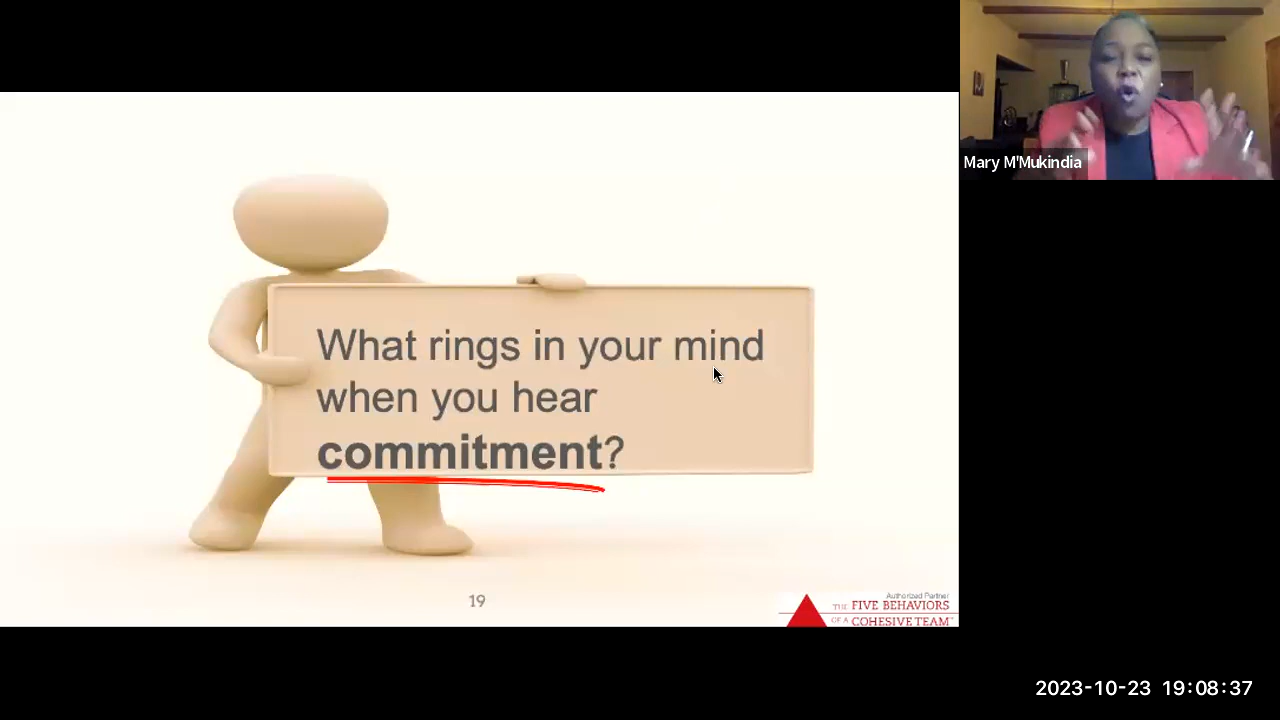 What rings in your mind
when you hear
commitment?
19
Authorized Partner
THE FIVE BEHAVIORS
OF A COHESIVE TEAM™
Mary M'Mukindia
2023-10-23 19:08:37